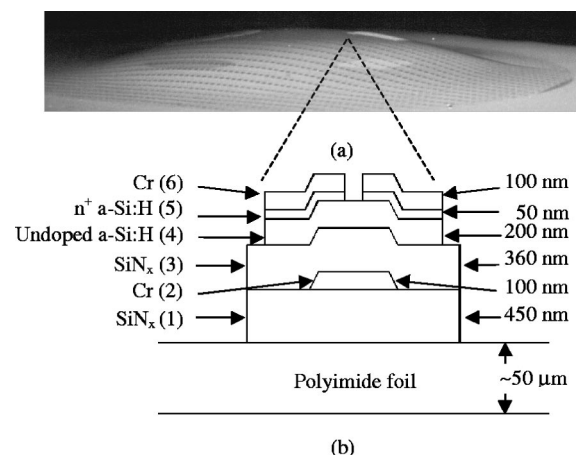 (a)
Cr (6) 100 nm
n⁺ a-Si:H (5) 50 nm
Undoped a-Si:H (4) 200 nm
SiNₓ (3) 360 nm
Cr (2) 100 nm
SiNₓ (1) 450 nm
Polyimide foil ~50 μm
(b)